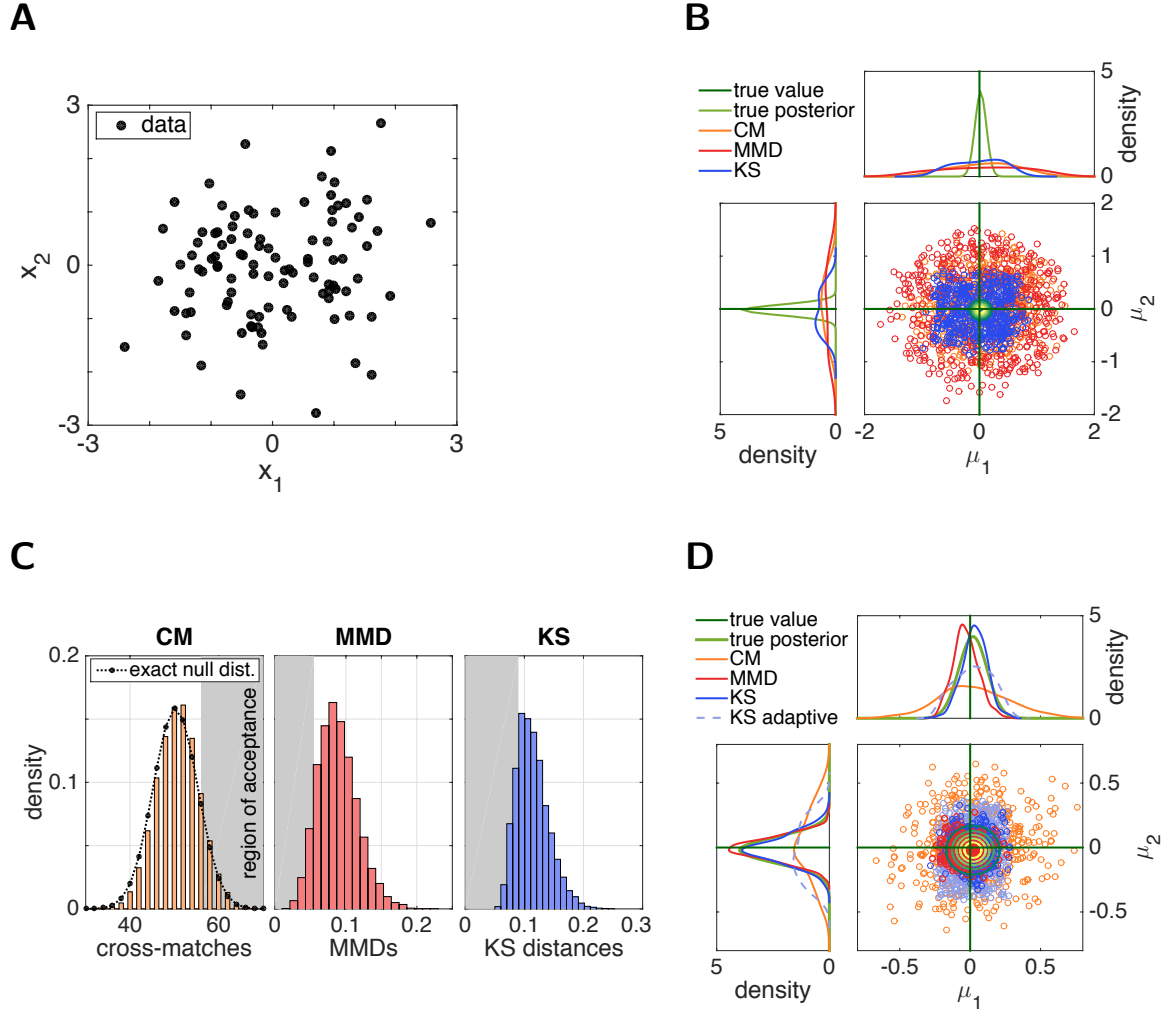 A
3
data
x2
0
-3
-3 0 3
x1
B
true value
true posterior
CM
MMD
KS
5
density
0
2
1
0
μ2
-1
-2
5 0
density
-2 0 2
μ1
C
CM MMD KS
0.2
exact null dist.
region of acceptance
0.1
density
0
40 60
cross-matches
0 0.1 0.2
MMDs
0 0.1 0.2 0.3
KS distances
D
true value
true posterior
CM
MMD
KS
KS adaptive
5
density
0
0.5
0
μ2
-0.5
5 0
density
-0.5 0 0.5
μ1